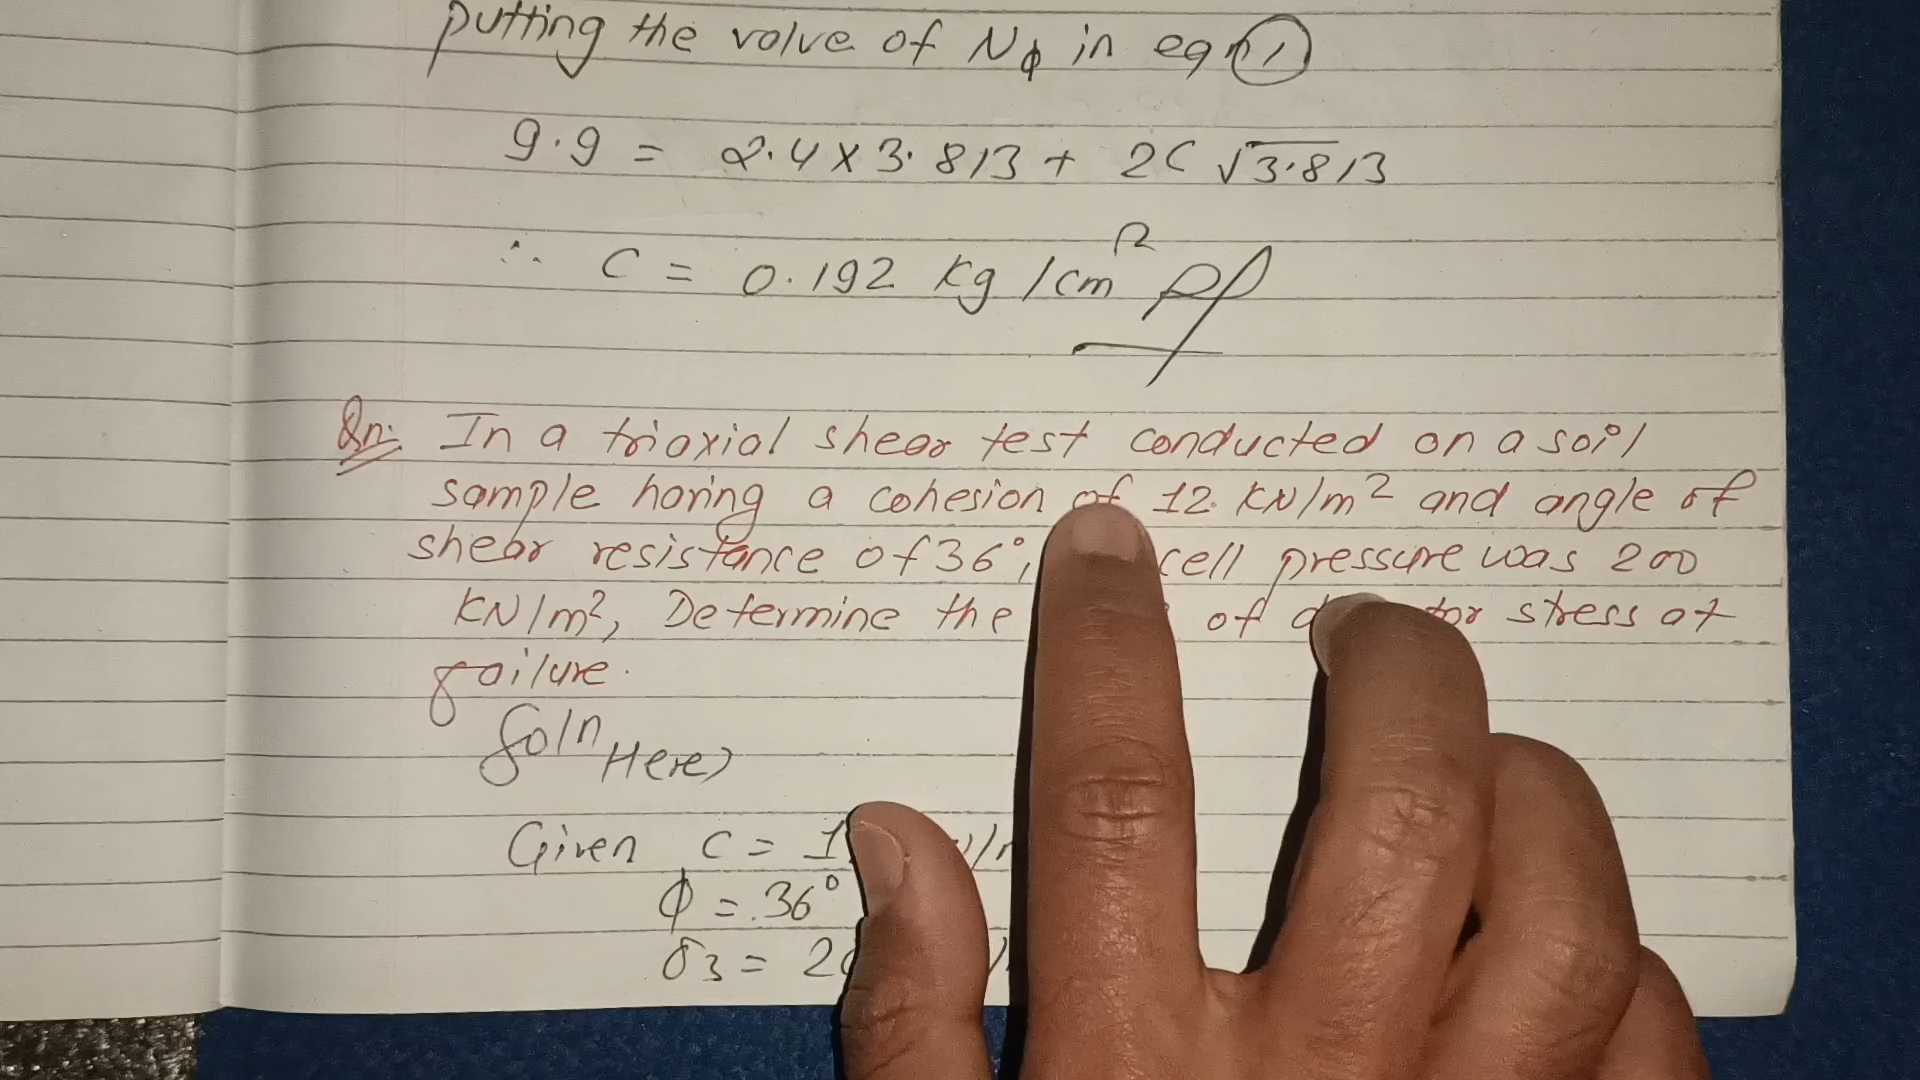 putting the value of Nϕ in eqn 1
9.9 = 2.4 x 3.813 + 2C √3.813
∴ C = 0.192 kg/cm²
Qn: In a triaxial shear test conducted on a soil
sample having a cohesion of 12 KN/m² and angle of
shear resistance of 36°, cell pressure was 200
KN/m², Determine the of stress at
failure.
Soln Here,
Given C = 1
ϕ = 36°
σ3 = 2